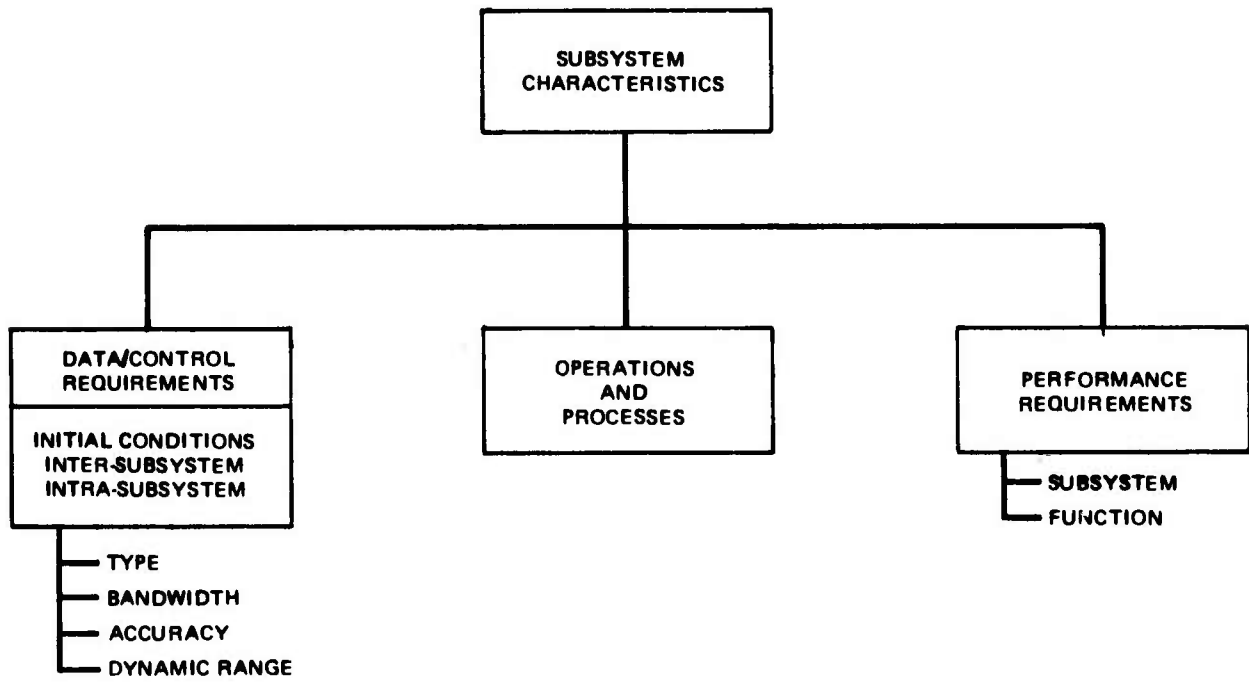 SUBSYSTEM
CHARACTERISTICS
DATA/CONTROL
REQUIREMENTS
INITIAL CONDITIONS
INTER-SUBSYSTEM
INTRA-SUBSYSTEM
TYPE
BANDWIDTH
ACCURACY
DYNAMIC RANGE
OPERATIONS
AND
PROCESSES
PERFORMANCE
REQUIREMENTS
SUBSYSTEM
FUNCTION